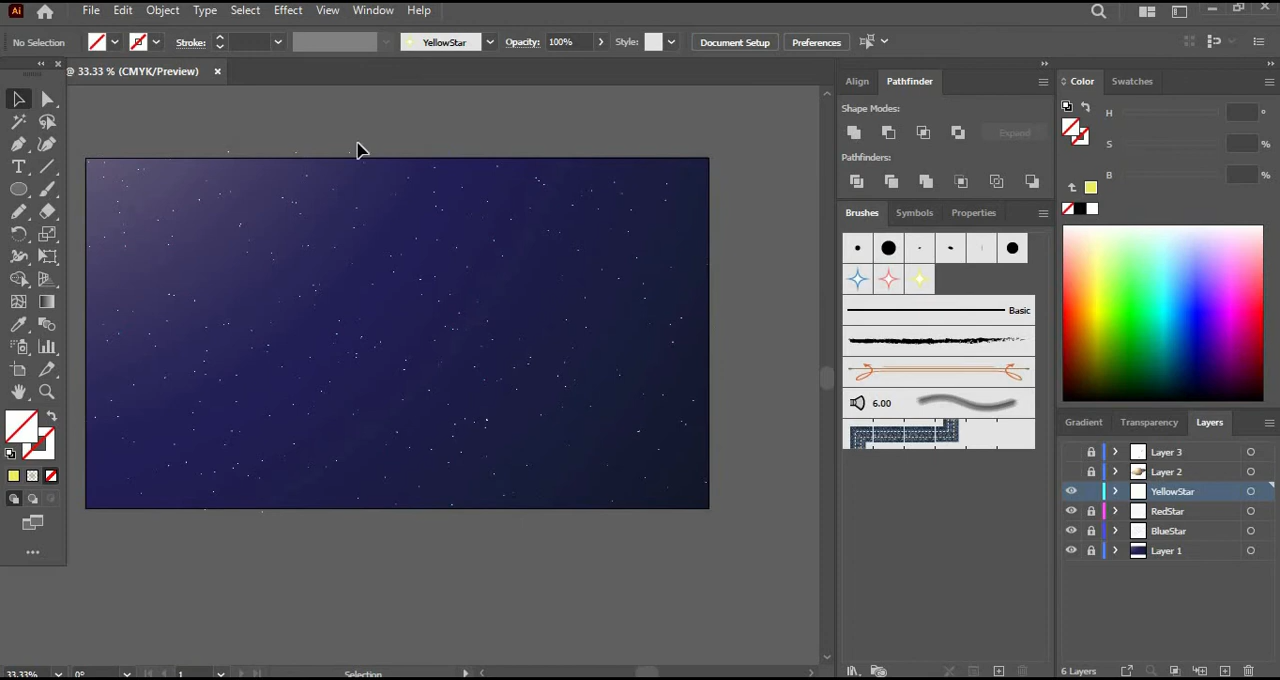 Ai File Edit Object Type Select Effect View Window Help
No Selection Stroke: YellowStar Opacity: 100% Style: Document Setup Preferences
@ 33.33 % (CMYK/Preview)
Align Pathfinder
Shape Modes:
Expand
Pathfinders:
Brushes Symbols Properties
Basic
6.00
Color Swatches
H °
S %
B %
Gradient Transparency Layers
Layer 3
Layer 2
YellowStar
RedStar
BlueStar
Layer 1
33.33% 0° 1 Selection
6 Layers